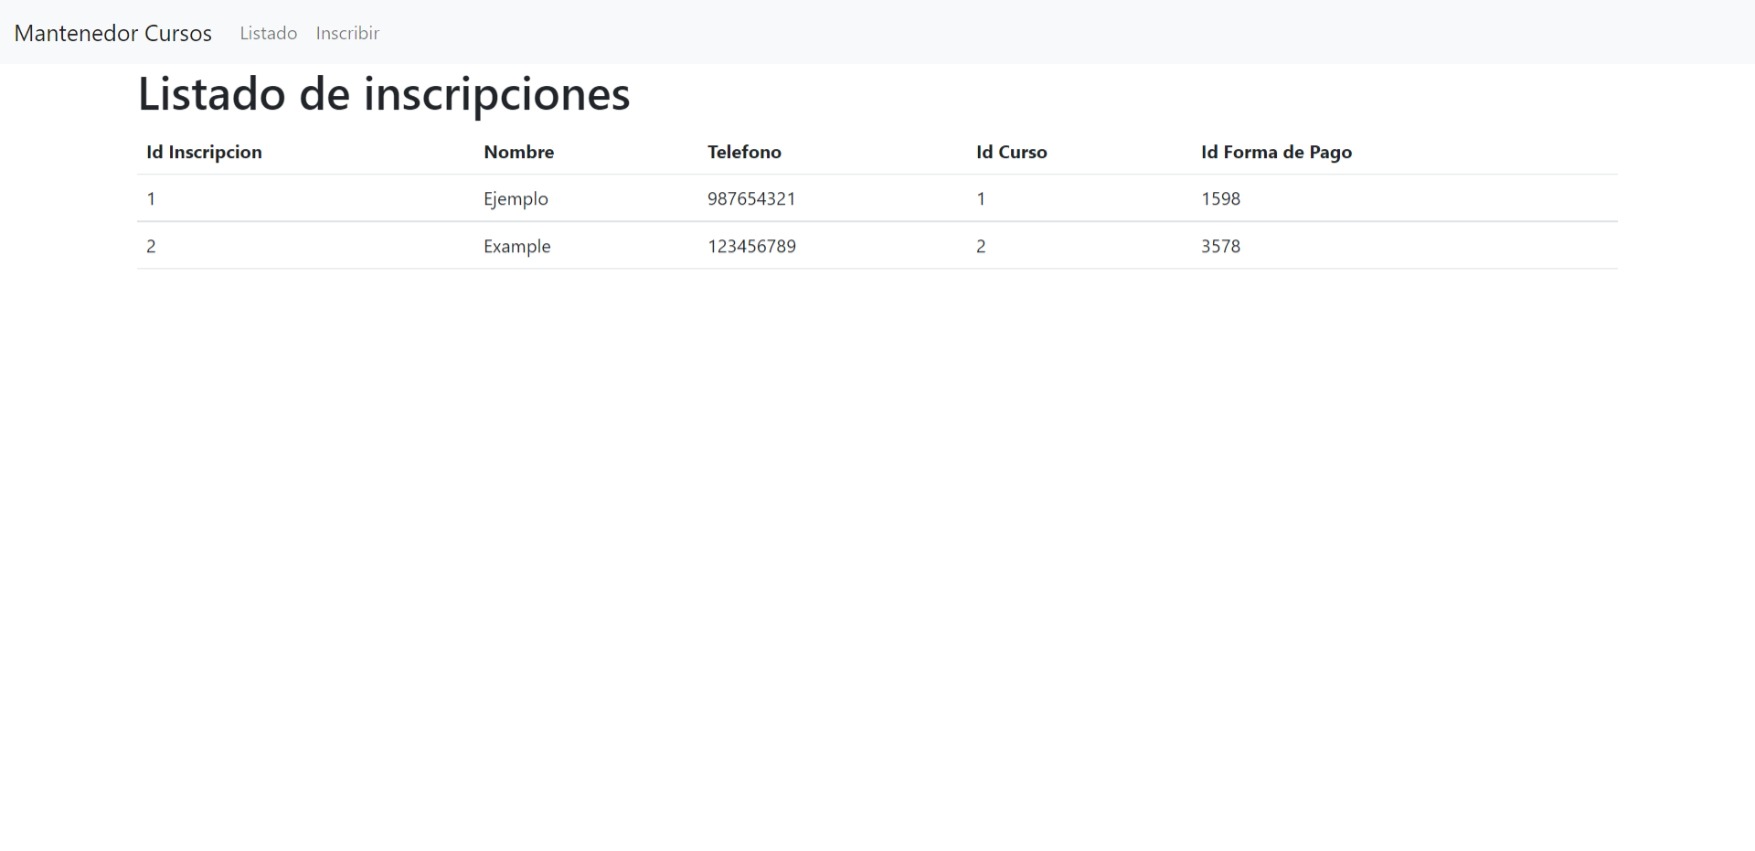 Mantenedor Cursos Listado Inscribir
Listado de inscripciones
Id Inscripcion Nombre Telefono Id Curso Id Forma de Pago
1 Ejemplo 987654321 1 1598
2 Example 123456789 2 3578